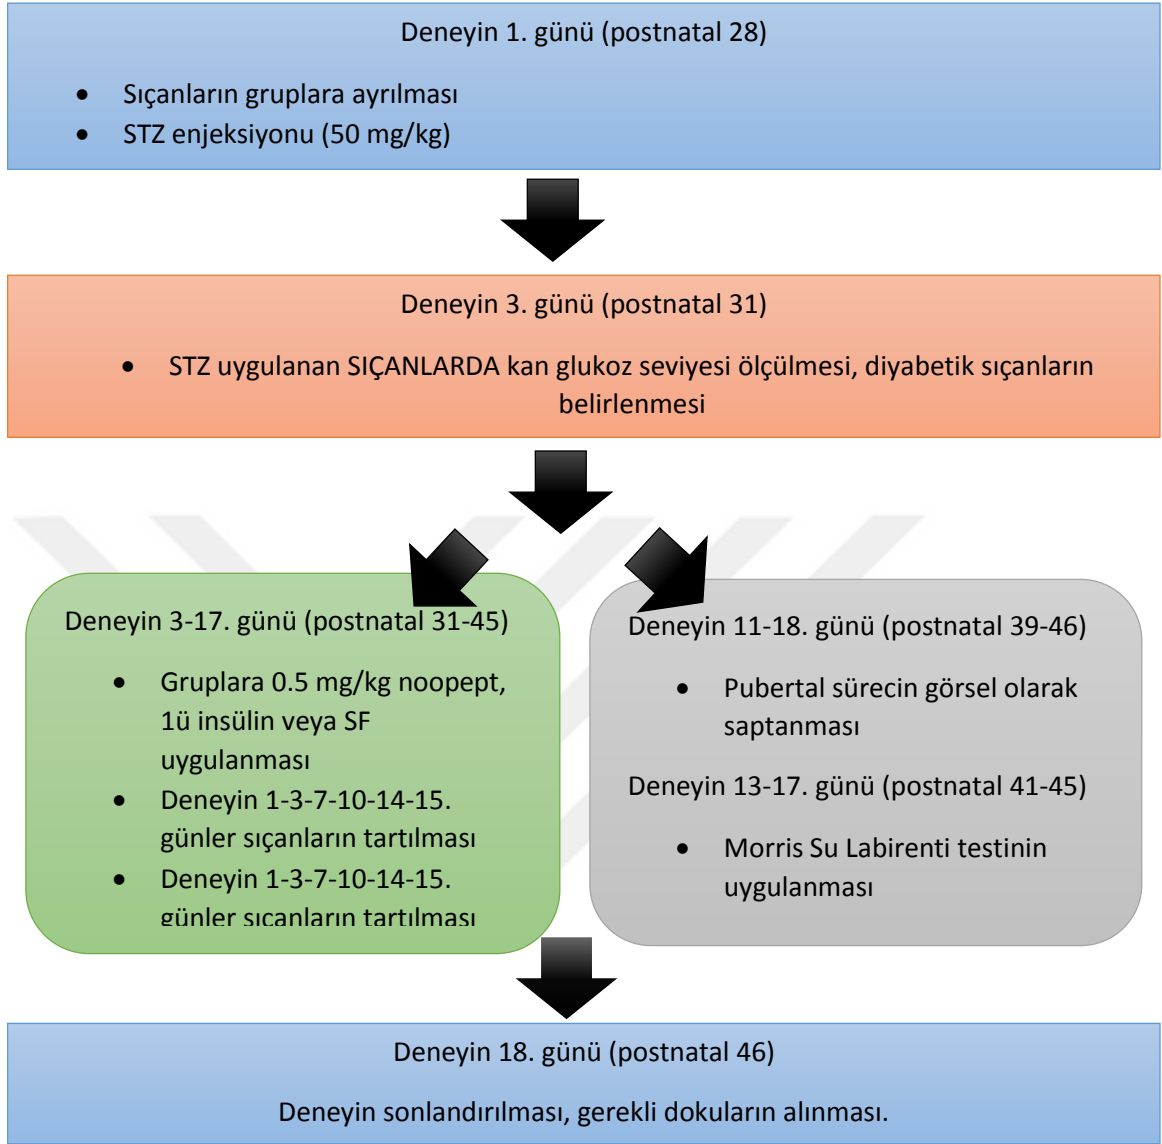 Deneyin 1. günü (postnatal 28)
• Sıçanların gruplara ayrılması
• STZ enjeksiyonu (50 mg/kg)
Deneyin 3. günü (postnatal 31)
• STZ uygulanan SIÇANLARDA kan glukoz seviyesi ölçülmesi, diyabetik sıçanların
belirlenmesi
Deneyin 3-17. günü (postnatal 31-45)
• Gruplara 0.5 mg/kg noopept,
1ü insülin veya SF
uygulanması
• Deneyin 1-3-7-10-14-15.
günler sıçanların tartılması
• Deneyin 1-3-7-10-14-15.
günler sıçanların tartılması
Deneyin 11-18. günü (postnatal 39-46)
• Pubertal sürecin görsel olarak
saptanması
Deneyin 13-17. günü (postnatal 41-45)
• Morris Su Labirenti testinin
uygulanması
Deneyin 18. günü (postnatal 46)
Deneyin sonlandırılması, gerekli dokuların alınması.